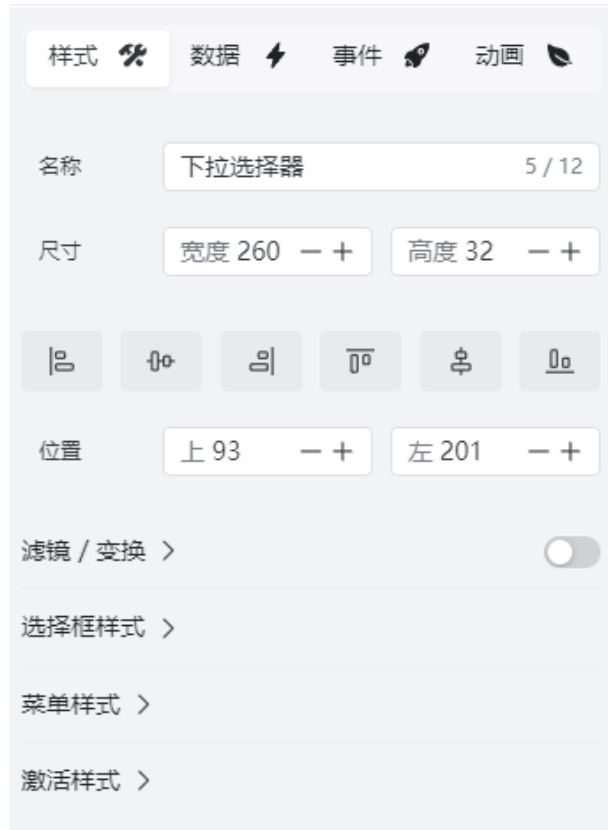 样式 数据 事件 动画
名称 下拉选择器 5 / 12
尺寸 宽度 260 — + 高度 32 — +
位置 上 93 — + 左 201 — +
滤镜 / 变换 >
选择框样式 >
菜单样式 >
激活样式 >